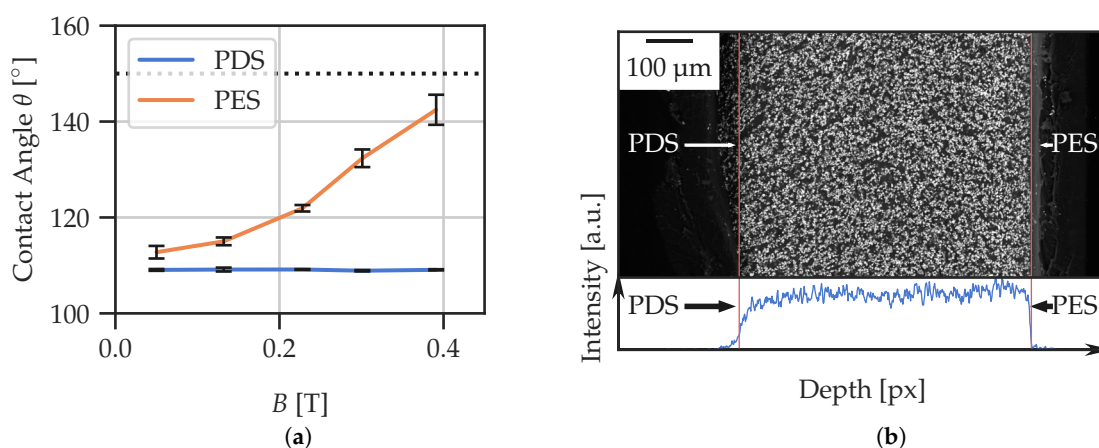 160
140
120
100
Contact Angle θ [°]
PDS
PES
0.0
0.2
0.4
B [T]
(a)
100 µm
PDS
PES
Intensity [a.u.]
PDS
PES
Depth [px]
(b)